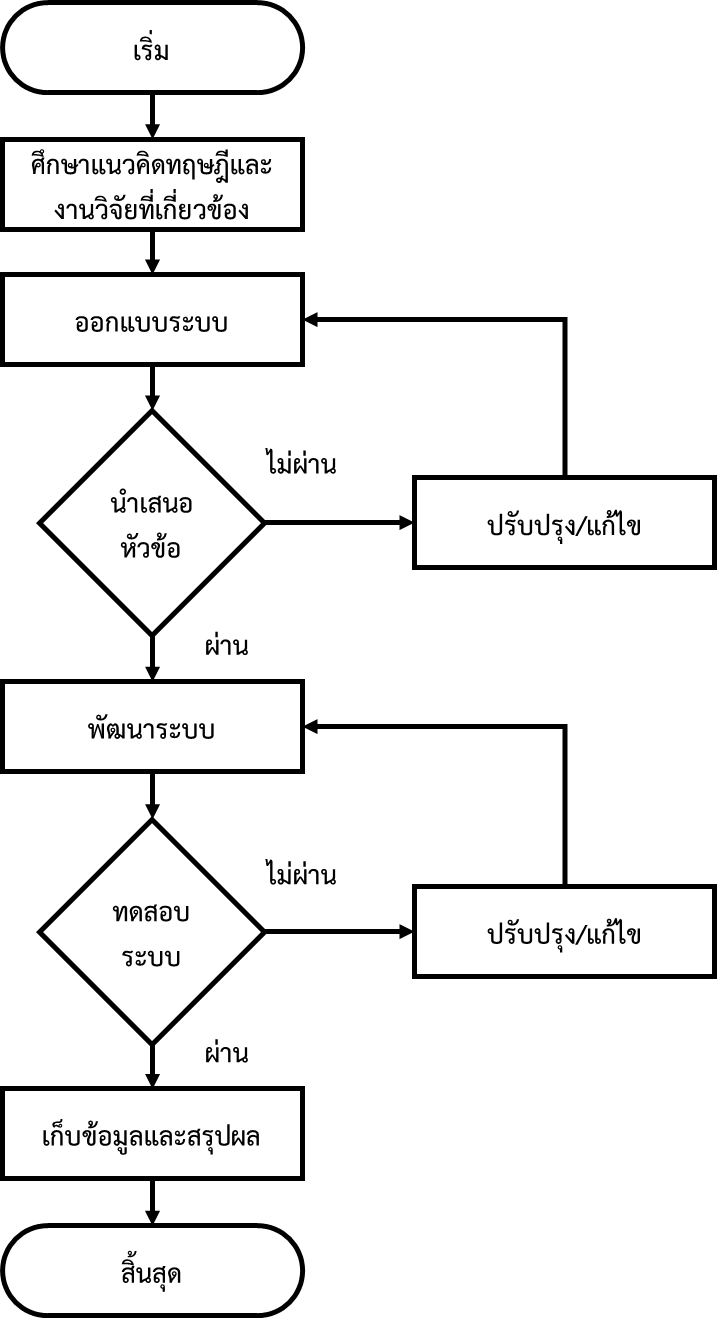 เริ่ม
ศึกษาแนวคิดทฤษฎีและ
งานวิจัยที่เกี่ยวข้อง
ออกแบบระบบ
นำเสนอ
หัวข้อ
ไม่ผ่าน
ปรับปรุง/แก้ไข
ผ่าน
พัฒนาระบบ
ทดสอบ
ระบบ
ไม่ผ่าน
ปรับปรุง/แก้ไข
ผ่าน
เก็บข้อมูลและสรุปผล
สิ้นสุด